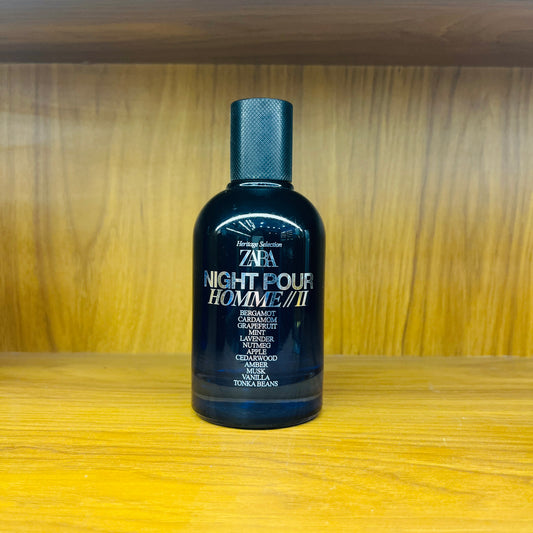 Heritage Selection
ZARA
NIGHT POUR
HOMME // II
BERGAMOT
CARDAMOM
GRAPEFRUIT
MINT
LAVENDER
NUTMEG
APPLE
CEDARWOOD
AMBER
MUSK
VANILLA
TONKA BEANS